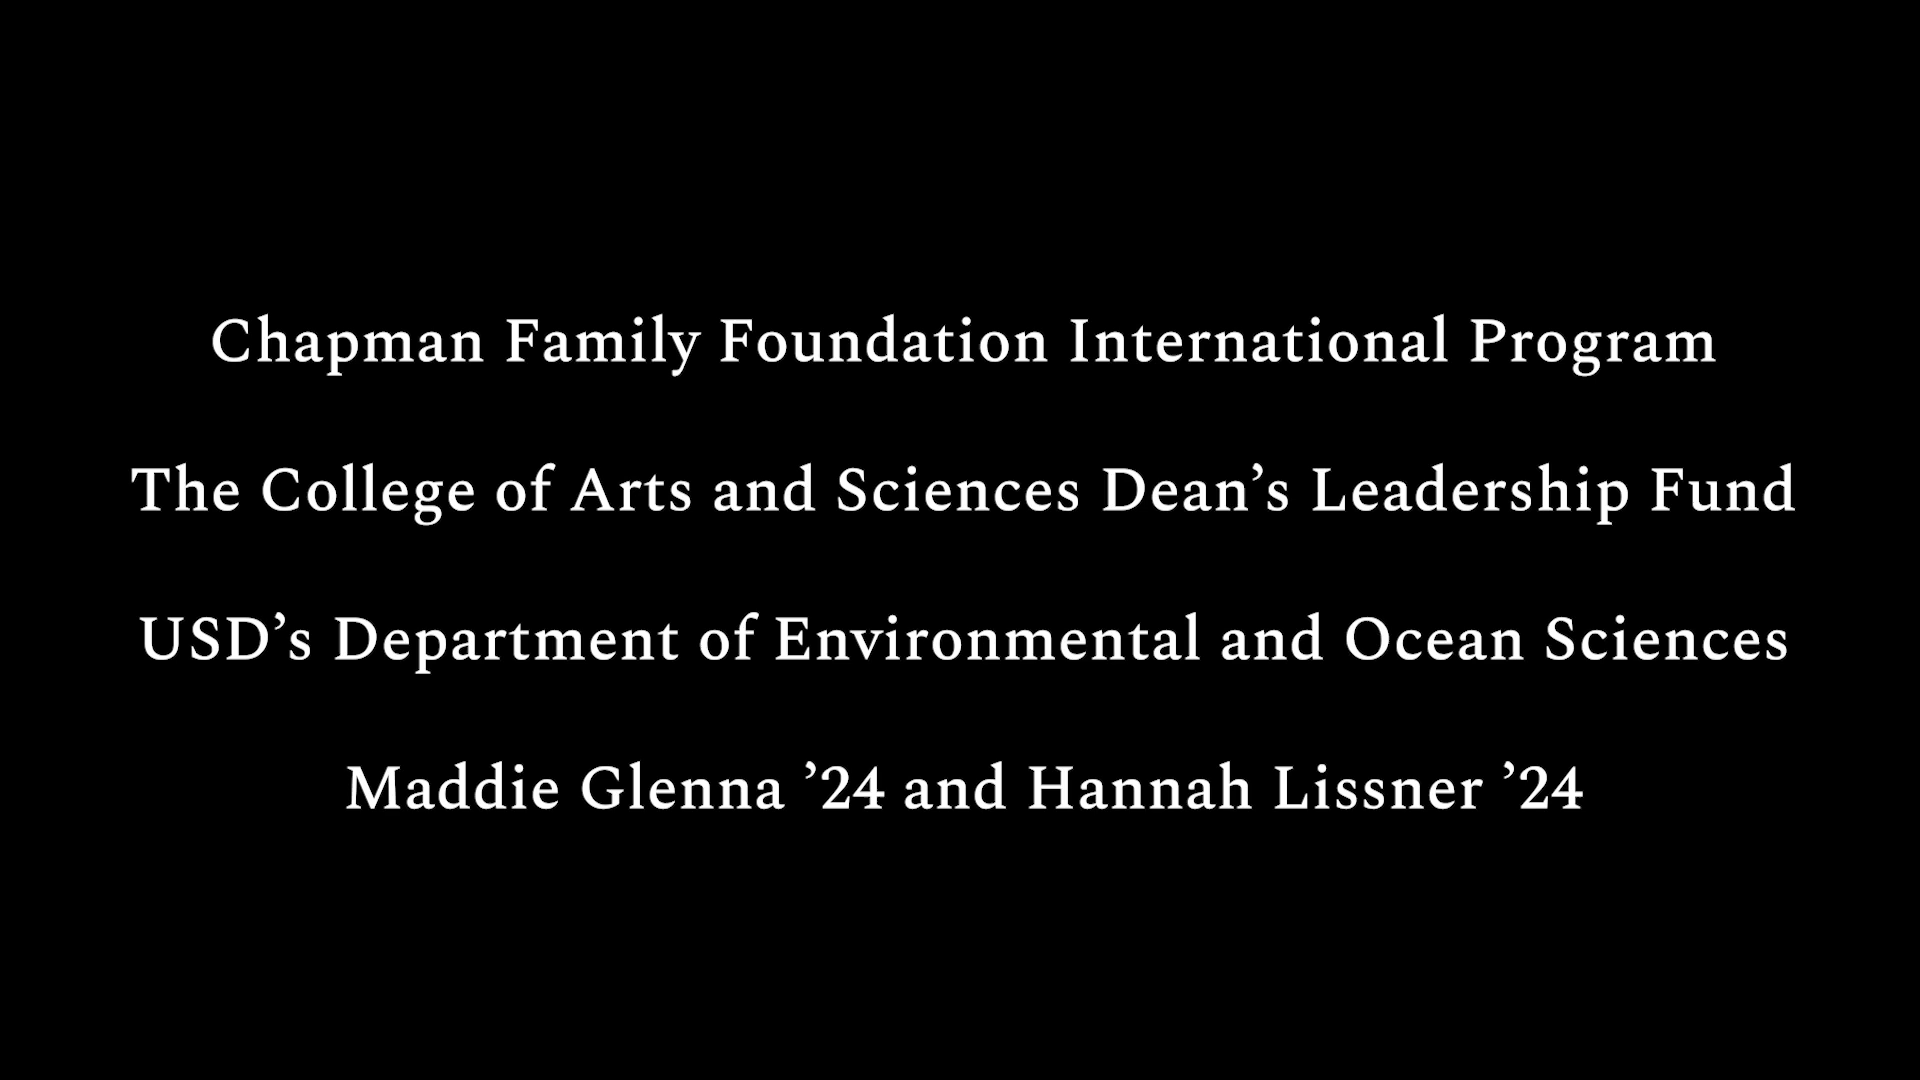 Chapman Family Foundation International Program
The College of Arts and Sciences Dean’s Leadership Fund
USD’s Department of Environmental and Ocean Sciences
Maddie Glenna ’24 and Hannah Lissner ’24